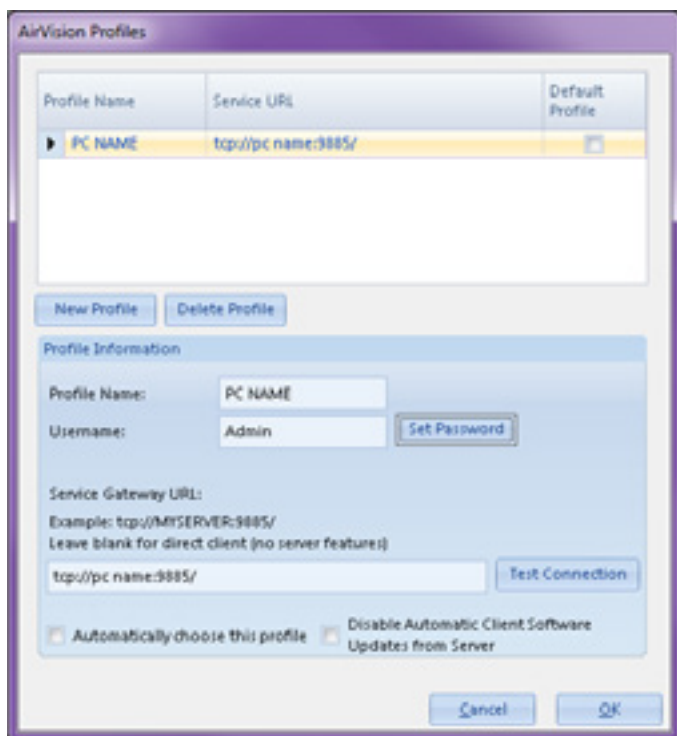 AirVision Profiles
Profile Name
Service URL
Default
Profile
PC NAME
tcp://pc name:9885/
New Profile
Delete Profile
Profile Information
Profile Name:
PC NAME
Username:
Admin
Set Password
Service Gateway URL:
Example: tcp://MYSERVER:9885/
Leave blank for direct client (no server features)
tcp://pc name:9885/
Test Connection
Automatically choose this profile
Disable Automatic Client Software
Updates from Server
Cancel
OK